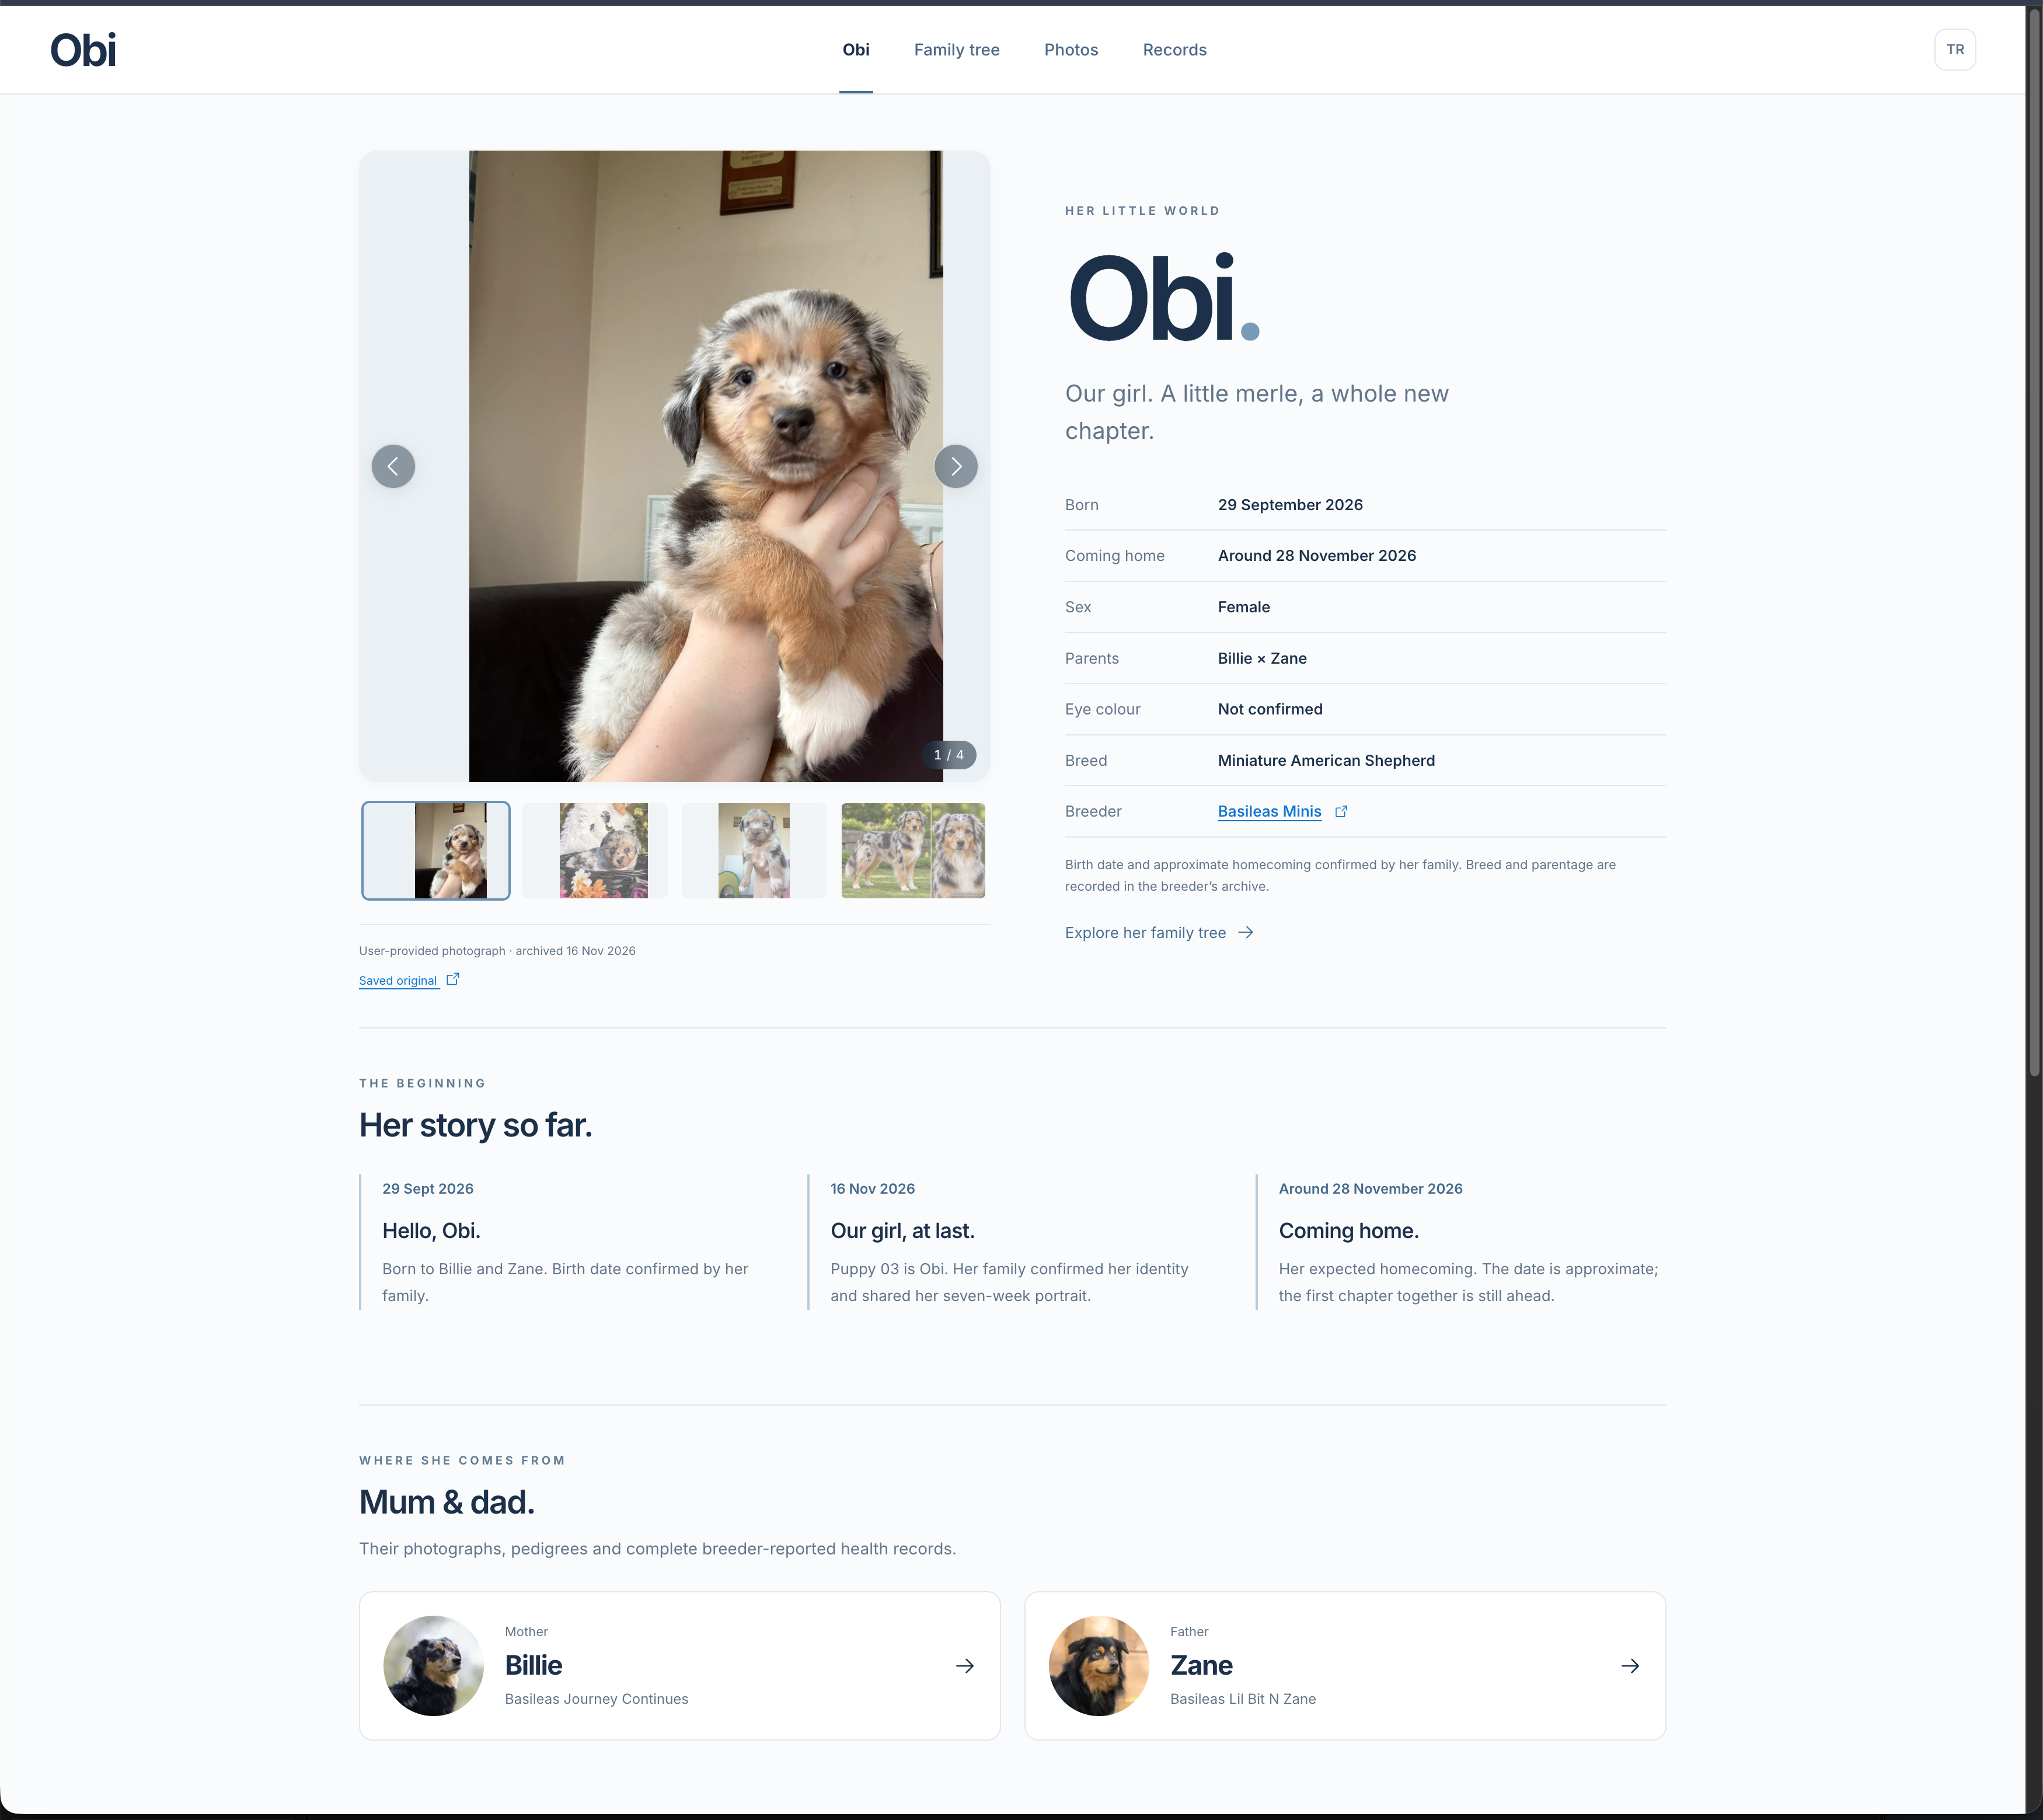 Obi
Obi
Family tree
Photos
Records
TR
HER LITTLE WORLD
Obi.
Our girl. A little merle, a whole new
chapter.
Born
29 September 2026
Coming home
Around 28 November 2026
Sex
Female
Parents
Billie × Zane
Eye colour
Not confirmed
Breed
Miniature American Shepherd
Breeder
Basileas Minis
Birth date and approximate homecoming confirmed by her family. Breed and parentage are
recorded in the breeder’s archive.
Explore her family tree
1 / 4
User-provided photograph · archived 16 Nov 2026
Saved original
THE BEGINNING
Her story so far.
29 Sept 2026
Hello, Obi.
Born to Billie and Zane. Birth date confirmed by her
family.
16 Nov 2026
Our girl, at last.
Puppy 03 is Obi. Her family confirmed her identity
and shared her seven-week portrait.
Around 28 November 2026
Coming home.
Her expected homecoming. The date is approximate;
the first chapter together is still ahead.
WHERE SHE COMES FROM
Mum & dad.
Their photographs, pedigrees and complete breeder-reported health records.
Mother
Billie
Basileas Journey Continues
Father
Zane
Basileas Lil Bit N Zane